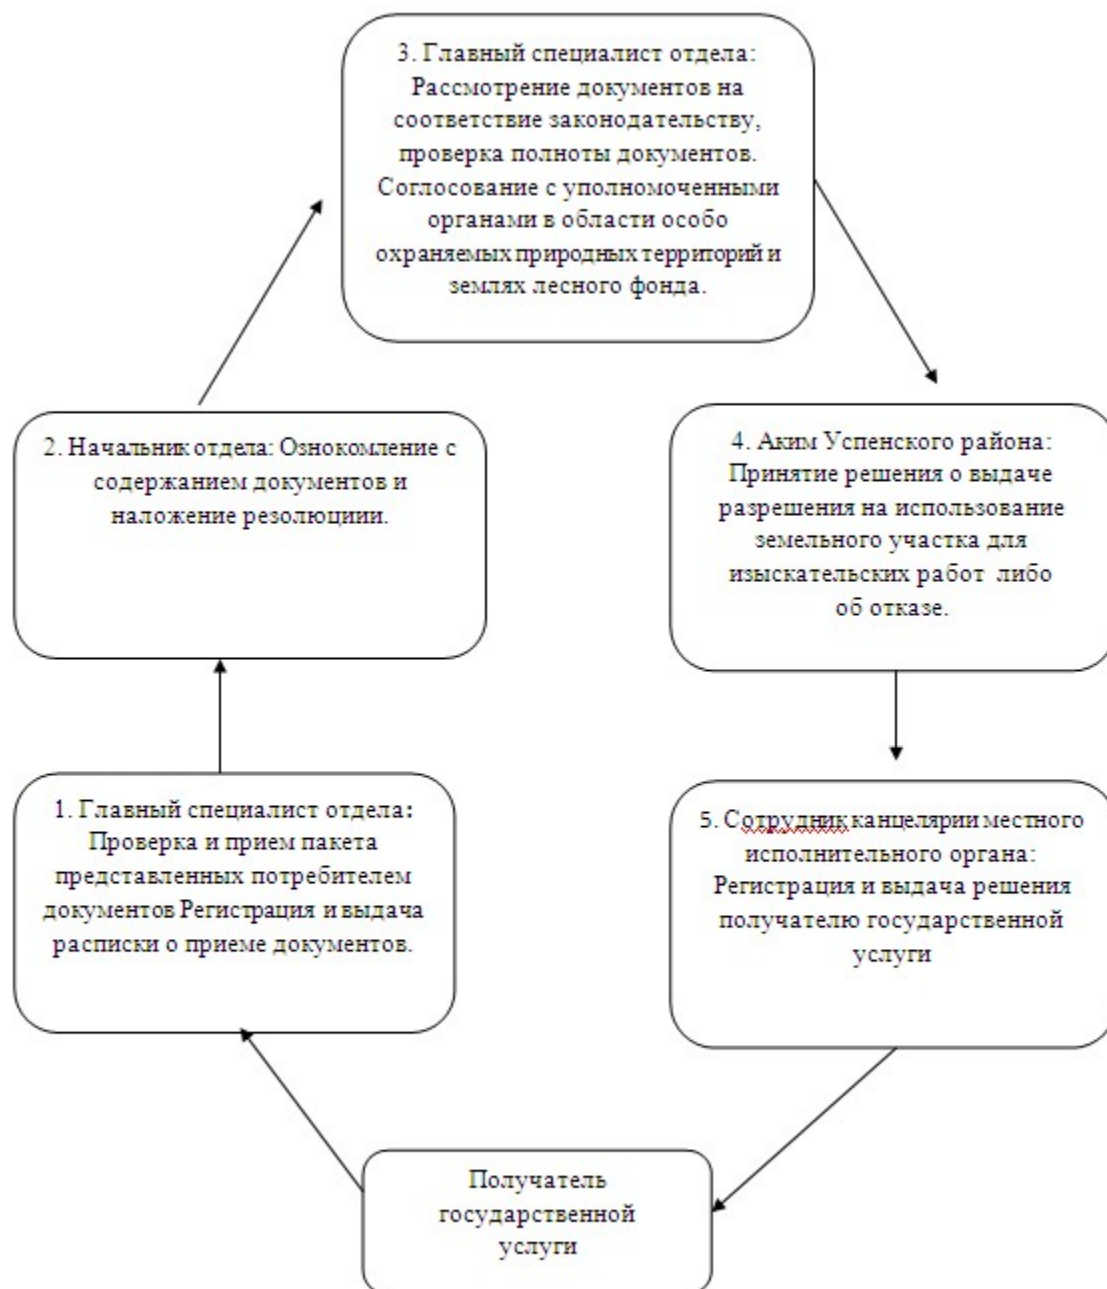 3. Главный специалист отдела:
Рассмотрение документов на
соответствие законодательству,
проверка полноты документов.
Соглосование с уполномоченными
органами в области особо
охраняемых природных территорий и
землях лесного фонда.
2. Начальник отдела: Ознокомление с
содержанием документов и
наложение резолюциии.
4. Аким Успенского района:
Принятие решения о выдаче
разрешения на использование
земельного участка для
изыскательских работ либо
об отказе.
1. Главный специалист отдела:
Проверка и прием пакета
представленных потребителем
документов Регистрация и выдача
расписки о приеме документов.
5. Сотрудник канцелярии местного
исполнительного органа:
Регистрация и выдача решения
получателю государственной
услуги
Получатель
государственной
услуги